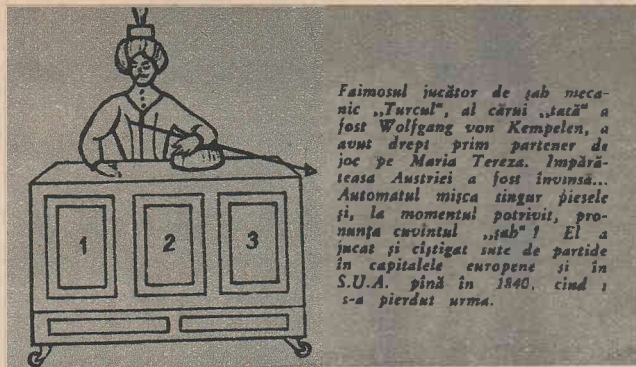 1 2 3
Faimosul jucător de șah meca-
nic „Turcul“, al cărui „tată“ a
fost Wolfgang von Kempelen, a
avut drept prim partener de
joc pe Maria Tereza. Împără-
teasa Austriei a fost învinsă...
Automatul mișca singur piesele
și, la momentul potrivit, pro-
nunța cuvîntul „șah“ ! El a
jucat și cîștigat sute de partide
în capitalele europene și în
S.U.A. pînă în 1840, cînd i
s-a pierdut urma.